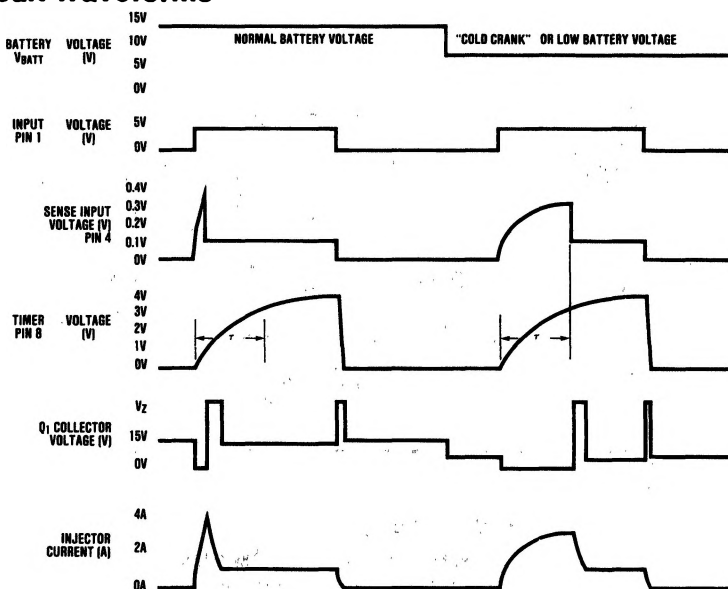 15V
BATTERY VOLTAGE 10V NORMAL BATTERY VOLTAGE "COLD CRANK" OR LOW BATTERY VOLTAGE
VBATT (V) 5V
0V
INPUT VOLTAGE 5V
PIN 1 (V) 0V
0.4V
SENSE INPUT 0.3V
VOLTAGE (V) 0.2V
PIN 4 0.1V
0V
4V
TIMER VOLTAGE 3V
PIN 8 (V) 2V
1V
0V
τ τ
VZ
Q1 COLLECTOR 15V
VOLTAGE (V) 0V
4A
INJECTOR 2A
CURRENT (A)
0A